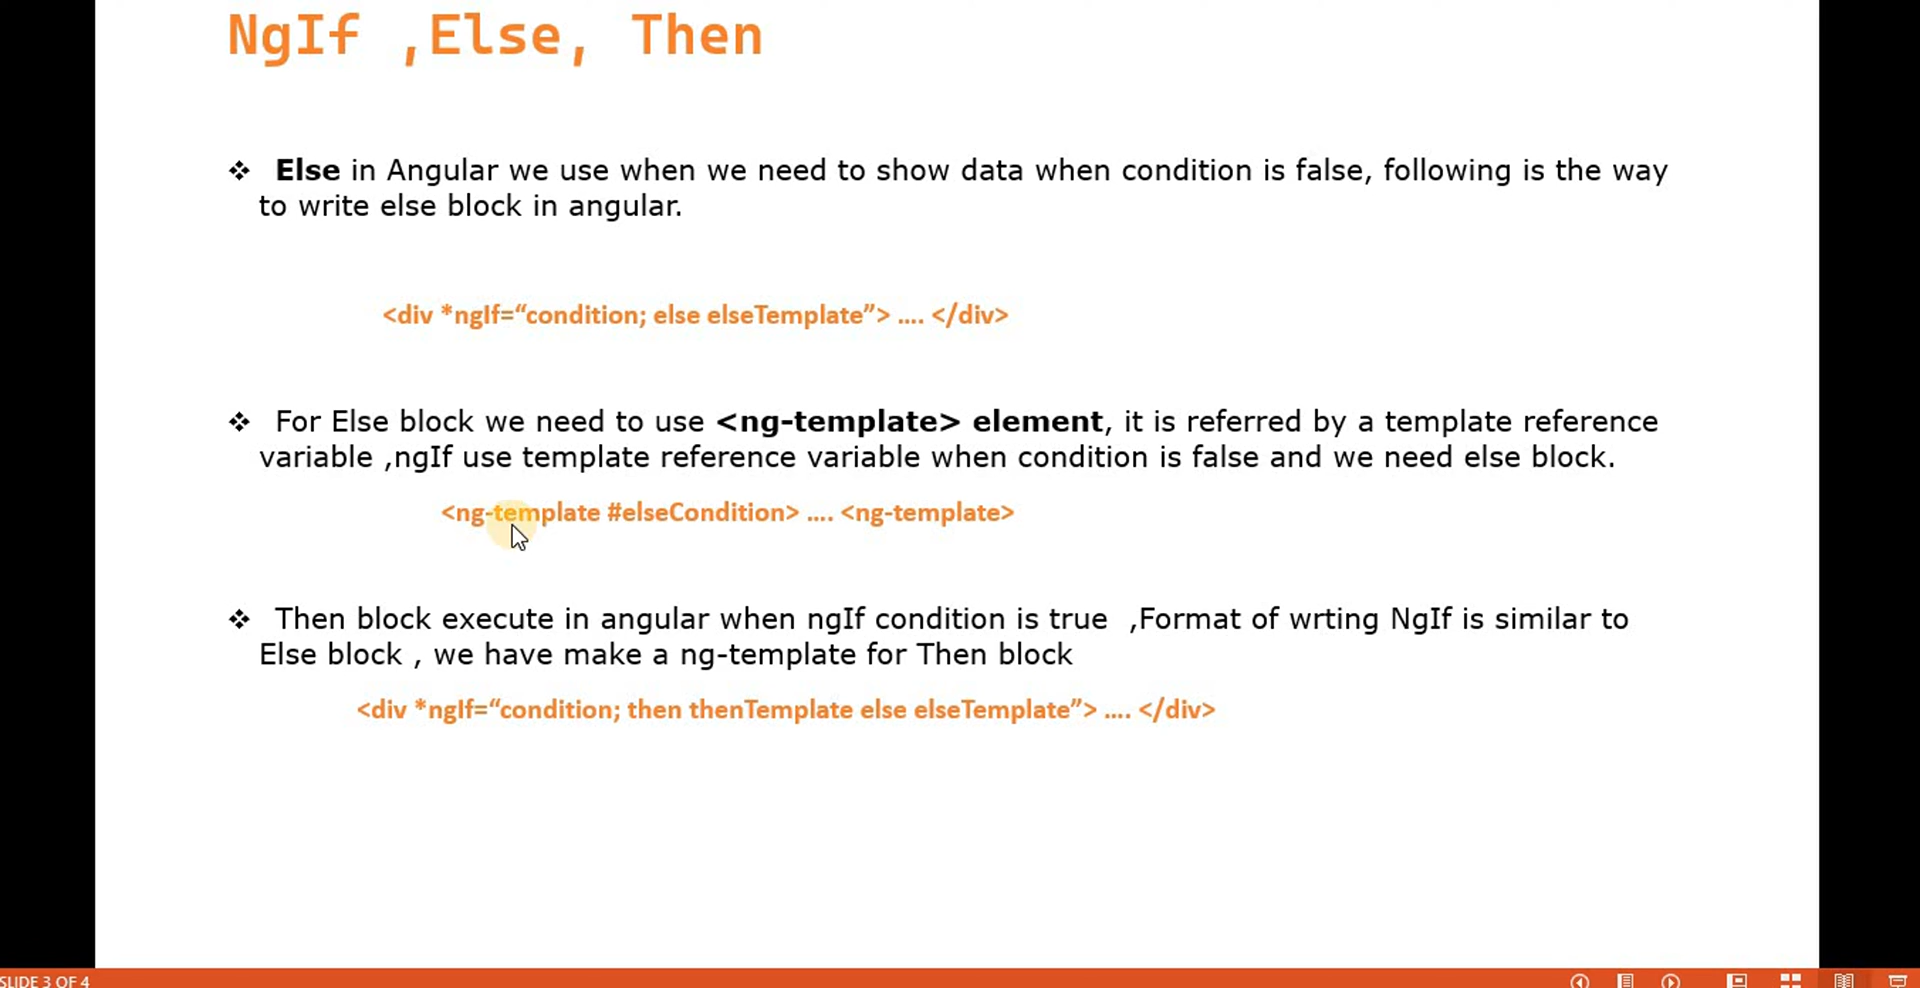 NgIf ,Else, Then
❖ Else in Angular we use when we need to show data when condition is false, following is the way
to write else block in angular.
<div *ngIf=“condition; else elseTemplate”> .... </div>
❖ For Else block we need to use <ng-template> element, it is referred by a template reference
variable ,ngIf use template reference variable when condition is false and we need else block.
<ng-template #elseCondition> .... <ng-template>
❖ Then block execute in angular when ngIf condition is true ,Format of wrting NgIf is similar to
Else block , we have make a ng-template for Then block
<div *ngIf=“condition; then thenTemplate else elseTemplate”> .... </div>
SLIDE 3 OF 4